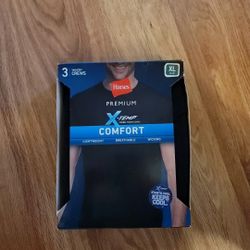 3
CREWS
XL
Hanes
PREMIUM
X-TEMP
COMFORT
LIGHTWEIGHT BREATHABLE WICKING
KEEPS
COOL